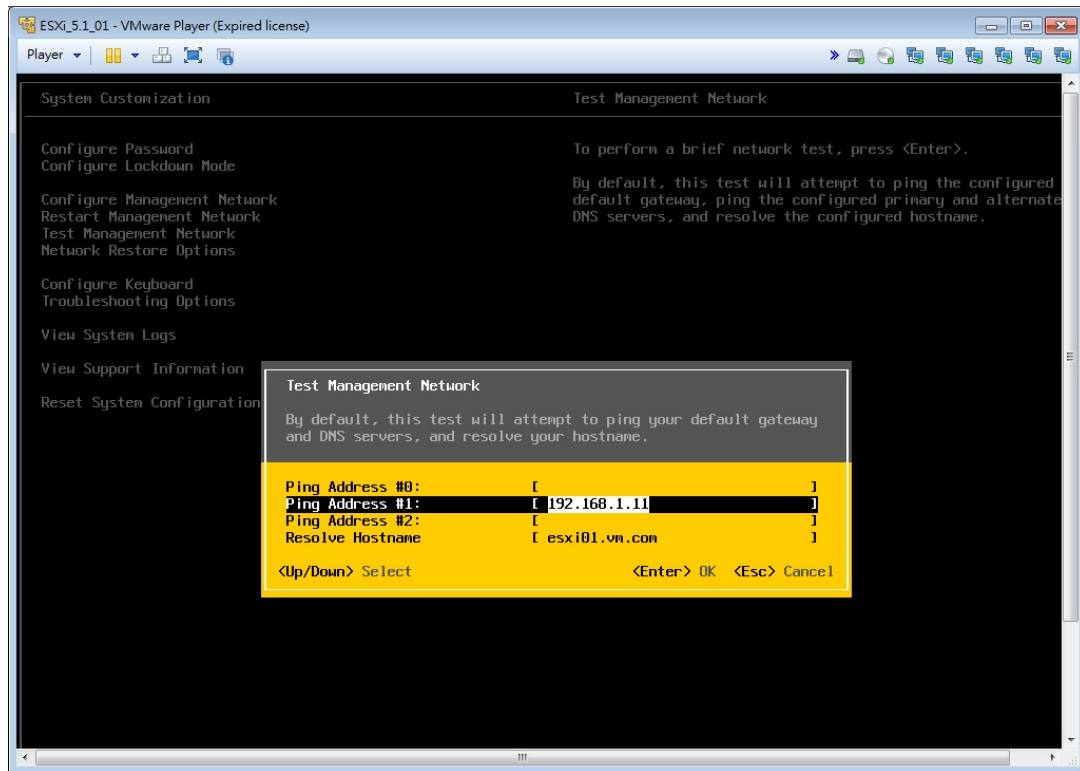 ESXi_5.1_01 - VMware Player (Expired license)
Player
System Customization
Test Management Network
Configure Password
Configure Lockdown Mode
Configure Management Network
Restart Management Network
Test Management Network
Network Restore Options
Configure Keyboard
Troubleshooting Options
View System Logs
View Support Information
Reset System Configuration
To perform a brief network test, press <Enter>.
By default, this test will attempt to ping the configured
default gateway, ping the configured primary and alternate
DNS servers, and resolve the configured hostname.
Test Management Network
By default, this test will attempt to ping your default gateway
and DNS servers, and resolve your hostname.
Ping Address #0: [ ]
Ping Address #1: [ 192.168.1.11 ]
Ping Address #2: [ ]
Resolve Hostname [ esxi01.vm.com ]
<Up/Down> Select <Enter> OK <Esc> Cancel